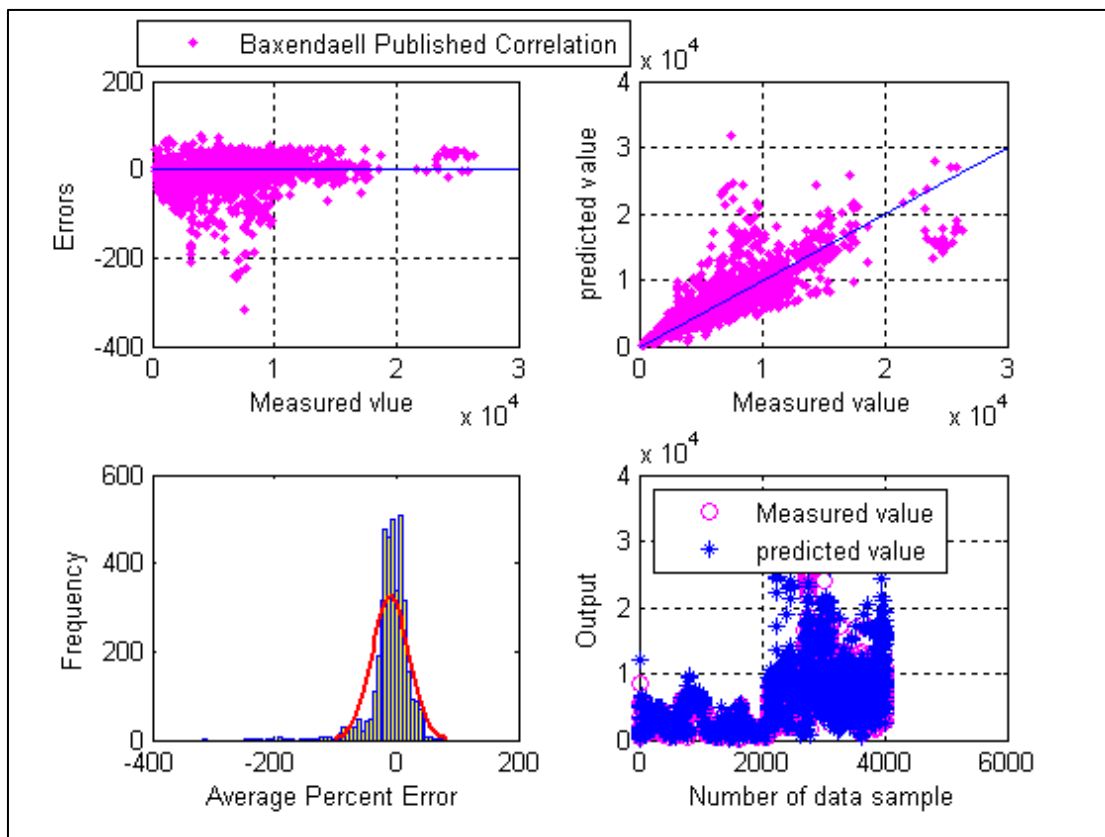 Baxendaell Published Correlation
200
0
-200
-400
Errors
0 1 2 3
Measured vlue
x 10^4
x 10^4
4
3
2
1
0
predicted value
0 1 2 3
Measured value
x 10^4
600
400
200
0
Frequency
-400 -200 0 200
Average Percent Error
x 10^4
4
3
2
1
0
Output
Measured value
predicted value
0 2000 4000 6000
Number of data sample